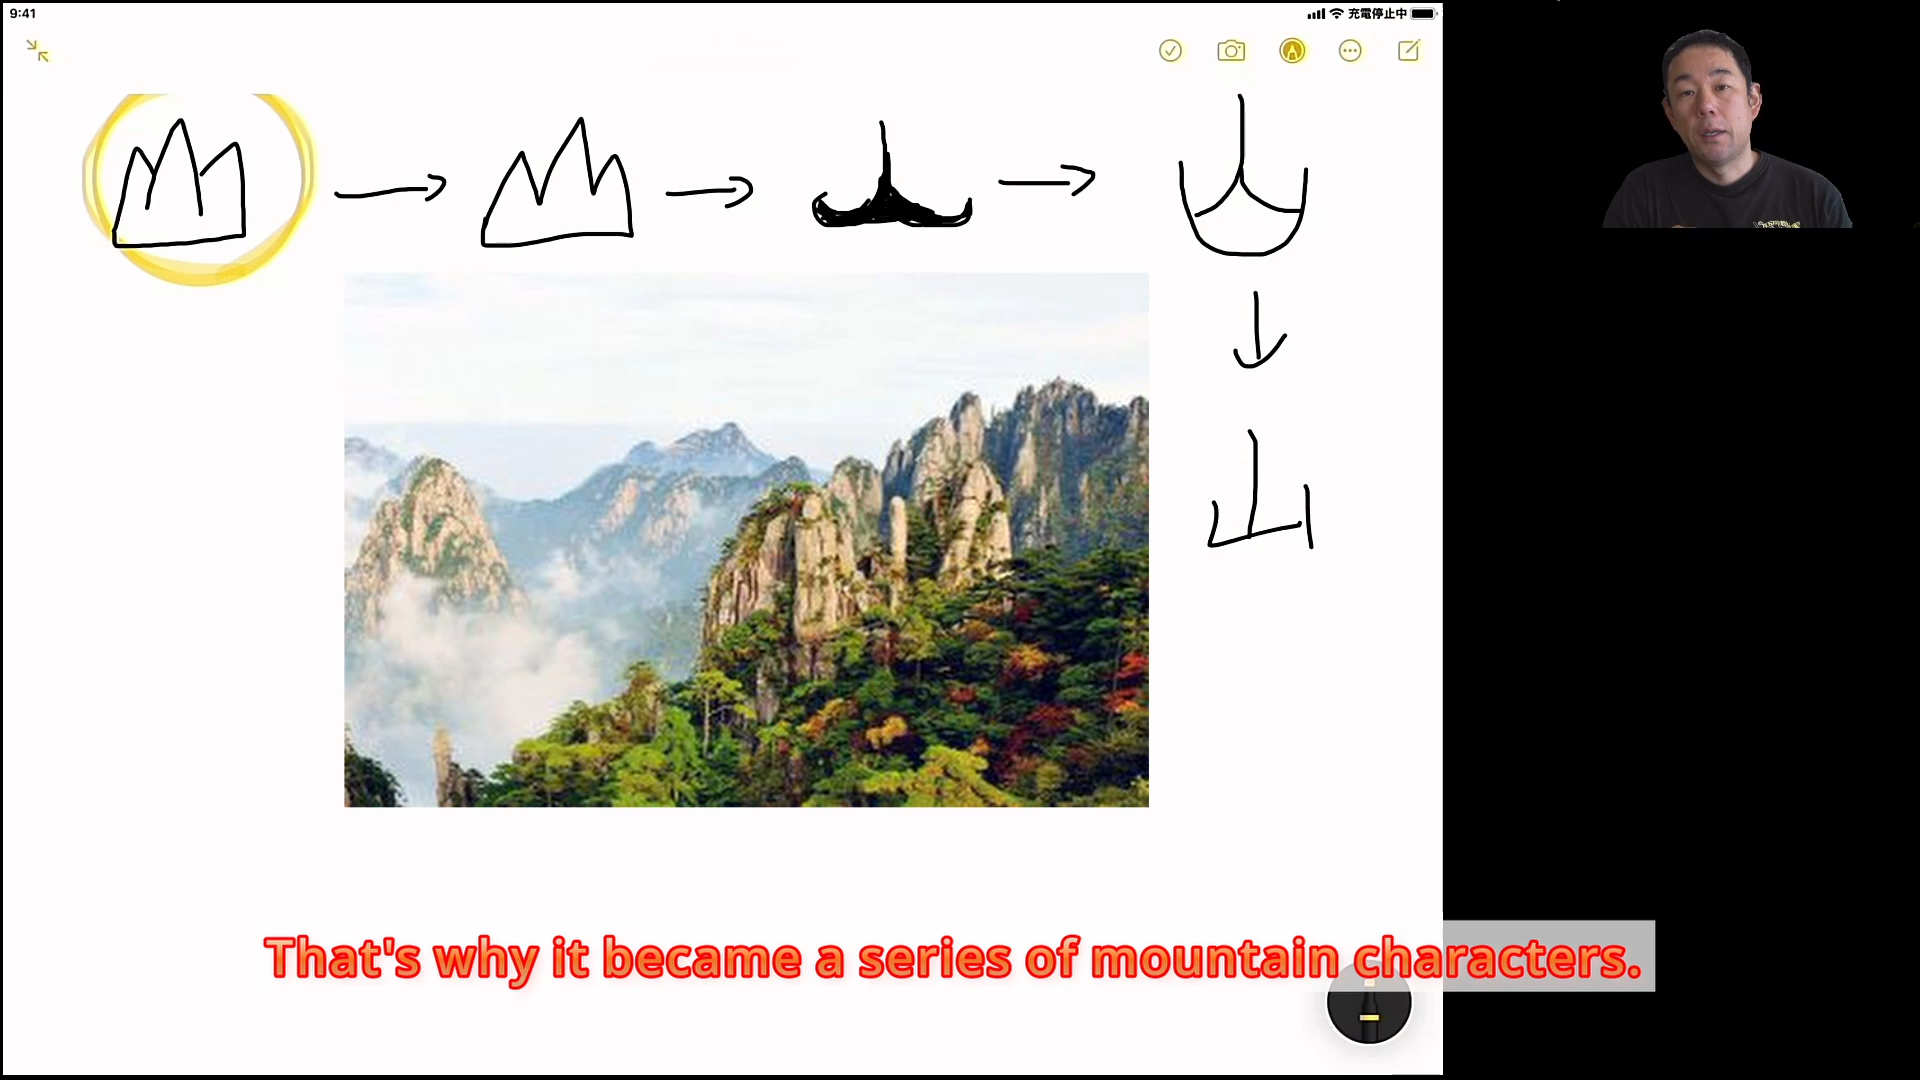 9:41
充電停止中
山
That's why it became a series of mountain characters.